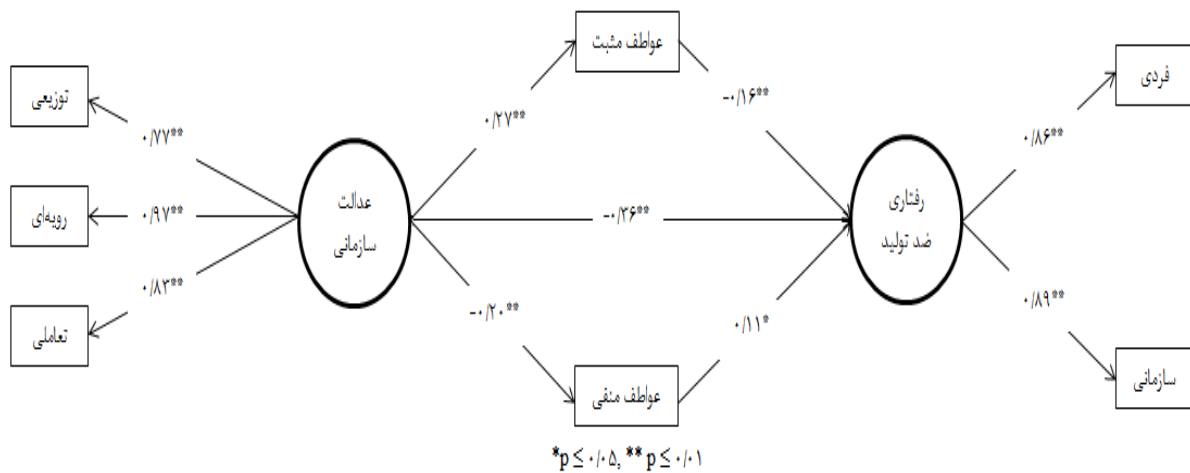 عواطف مثبت
توزیعی
فردی
۰/۷۷**
۰/۲۷**
-۰/۱۶**
۰/۸۶**
رویه‌ای
۰/۹۷**
عدالت
سازمانی
-۰/۳۶**
رفتاری
ضد تولید
۰/۸۳**
-۰/۲۰**
۰/۱۱*
۰/۸۹**
تعاملی
عواطف منفی
سازمانی
*p ≤ ۰/۰۵, ** p ≤ ۰/۰۱